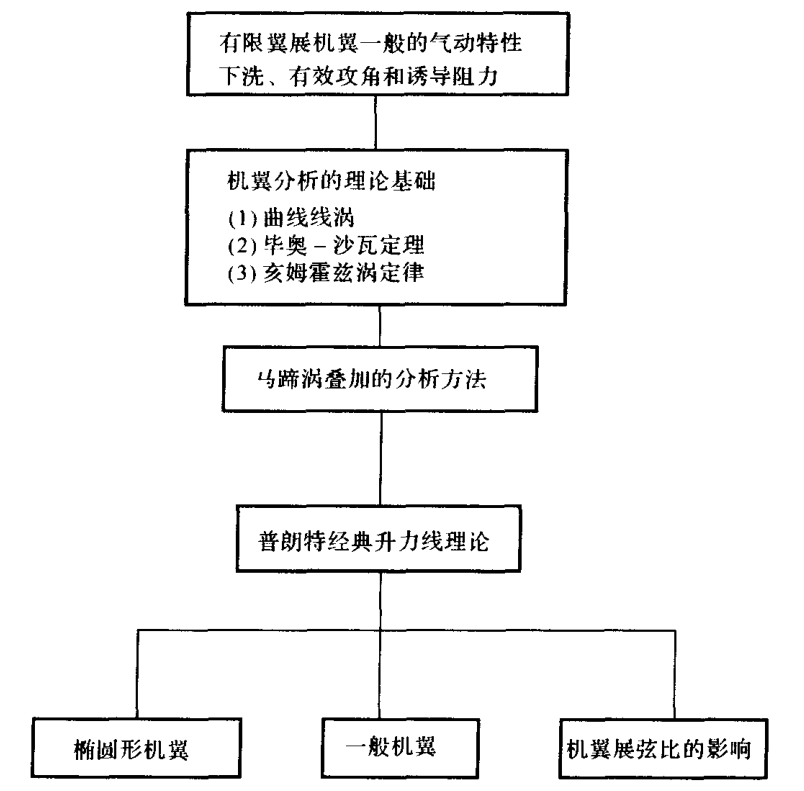 有限翼展机翼一般的气动特性
下洗、有效攻角和诱导阻力
机翼分析的理论基础
(1) 曲线线涡
(2) 毕奥－沙瓦定理
(3) 亥姆霍兹涡定律
马蹄涡叠加的分析方法
普朗特经典升力线理论
椭圆形机翼
一般机翼
机翼展弦比的影响